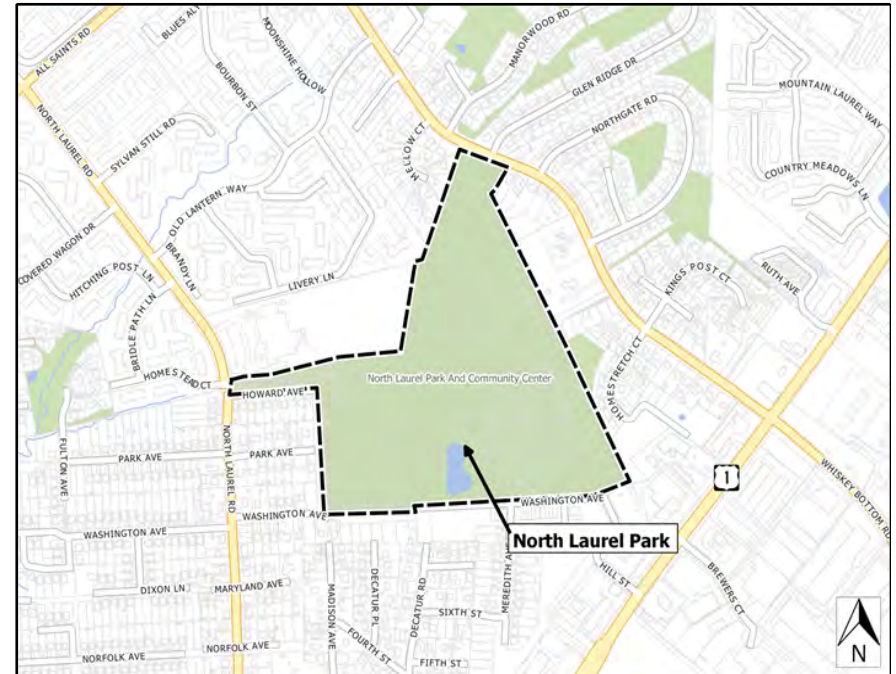 ALL SAINTS RD
BLUES AL
MOONSHINE HOLLOW
BOURBON ST
MANORWOOD RD
GLEN RIDGE DR
NORTHGATE RD
MOUNTAIN LAUREL WAY
NORTH LAUREL RD
SYLVAN STILL RD
MELLOW CT
COUNTRY MEADOWS LN
OLD LANTERN WAY
COVERED WAGON DR
BRANDY LN
HITCHING POST LN
LIVERY LN
KINGS POST CT
RUTH AVE
BRIDLE PATH LN
HOMESTEAD CT
North Laurel Park And Community Center
HOWARD AVE
HOMESTRETCH CT
FULTON AVE
PARK AVE
PARK AVE
NORTH LAUREL RD
WHISKEY BOTTOM RD
1
WASHINGTON AVE
WASHINGTON AVE
WASHINGTON AVE
North Laurel Park
DIXON LN
MARYLAND AVE
MADISON AVE
DECATUR PL
DECATUR RD
MEREDITH A
HILL ST
BREWERS CT
SIXTH ST
FOURTH ST
FIFTH ST
NORFOLK AVE
NORFOLK AVE
N